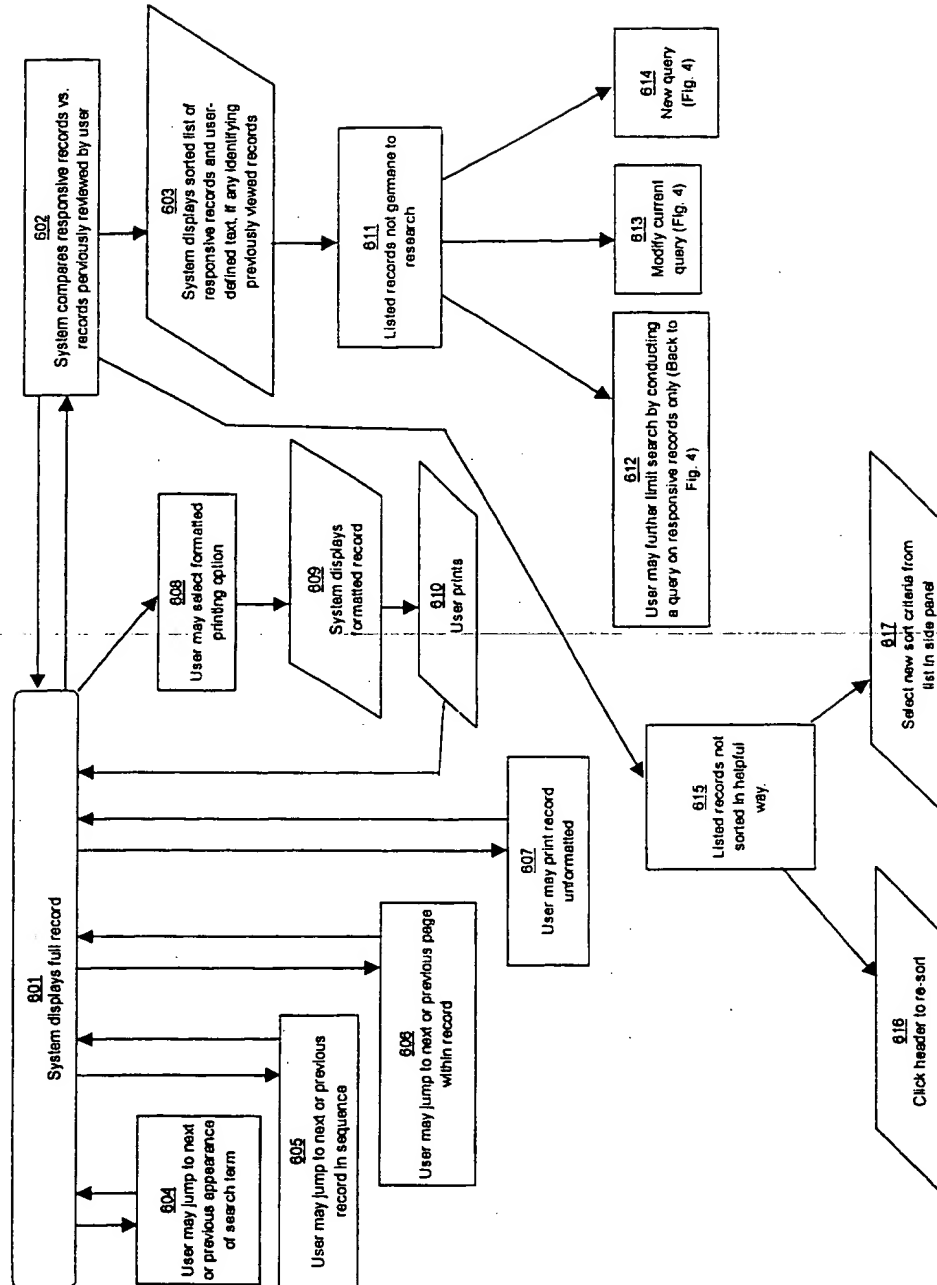 601
System displays full record
602
System compares responsive records vs.
records perviously reviewed by user
603
System displays sorted list of
responsive records and user-
defined text, if any identifying
previously viewed records
604
User may jump to next
or previous appearance
of search term
605
User may jump to next or previous
record in sequence
606
User may jump to next or previous page
within record
607
User may print record
unformatted
608
User may select formatted
printing option
609
System displays
formatted record
610
User prints
611
Listed records not germane to
research
612
User may further limit search by conducting
a query on responsive records only (Back to
Fig. 4)
613
Modify current
query (Fig. 4)
614
New query
(Fig. 4)
615
Listed records not
sorted in helpful
way.
616
Click header to re-sort
617
Select new sort criteria from
list in side panel